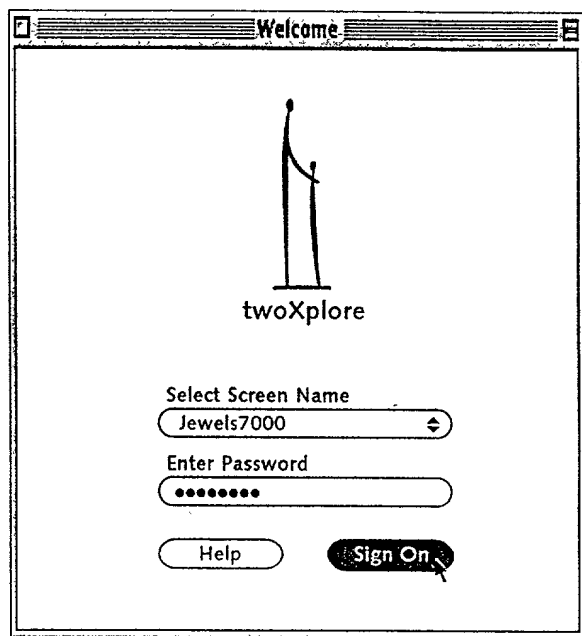 Welcome
twoXplore
Select Screen Name
Jewels7000
Enter Password
••••••••
Help
Sign On